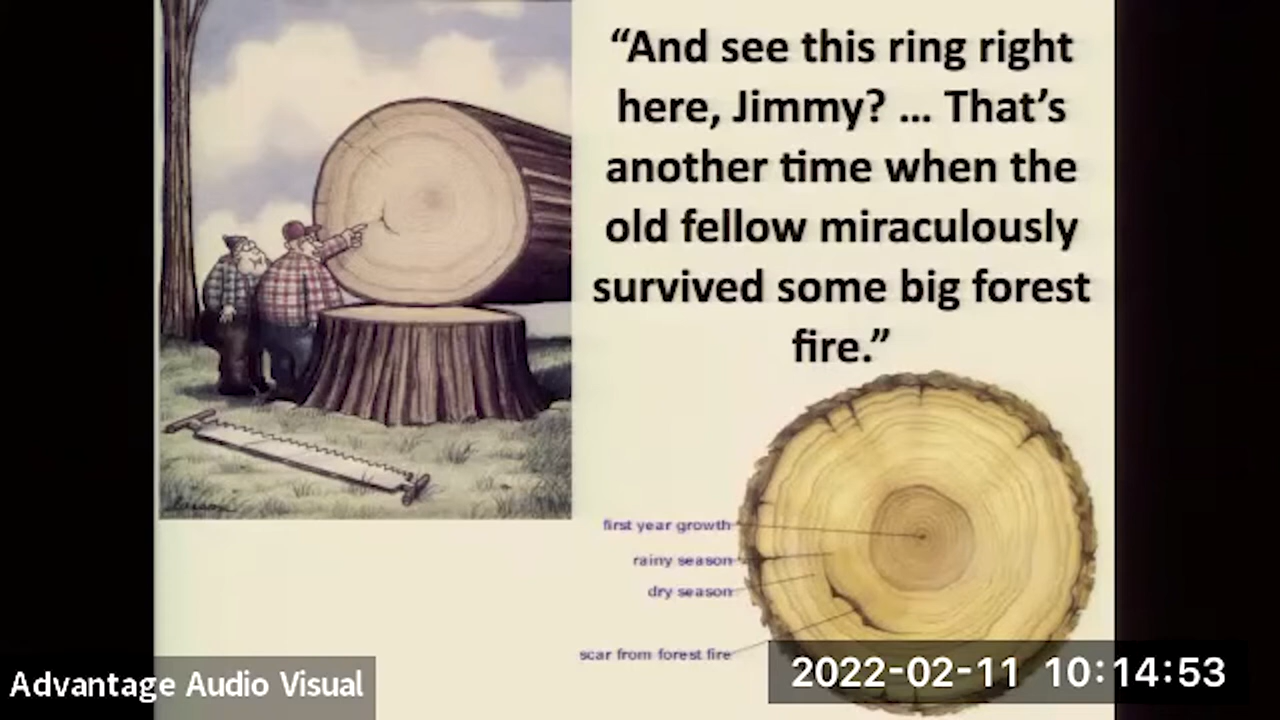 “And see this ring right
here, Jimmy? ... That’s
another time when the
old fellow miraculously
survived some big forest
fire.”
Larson
first year growth
rainy season
dry season
scar from forest fire
Advantage Audio Visual
2022-02-11 10:14:53